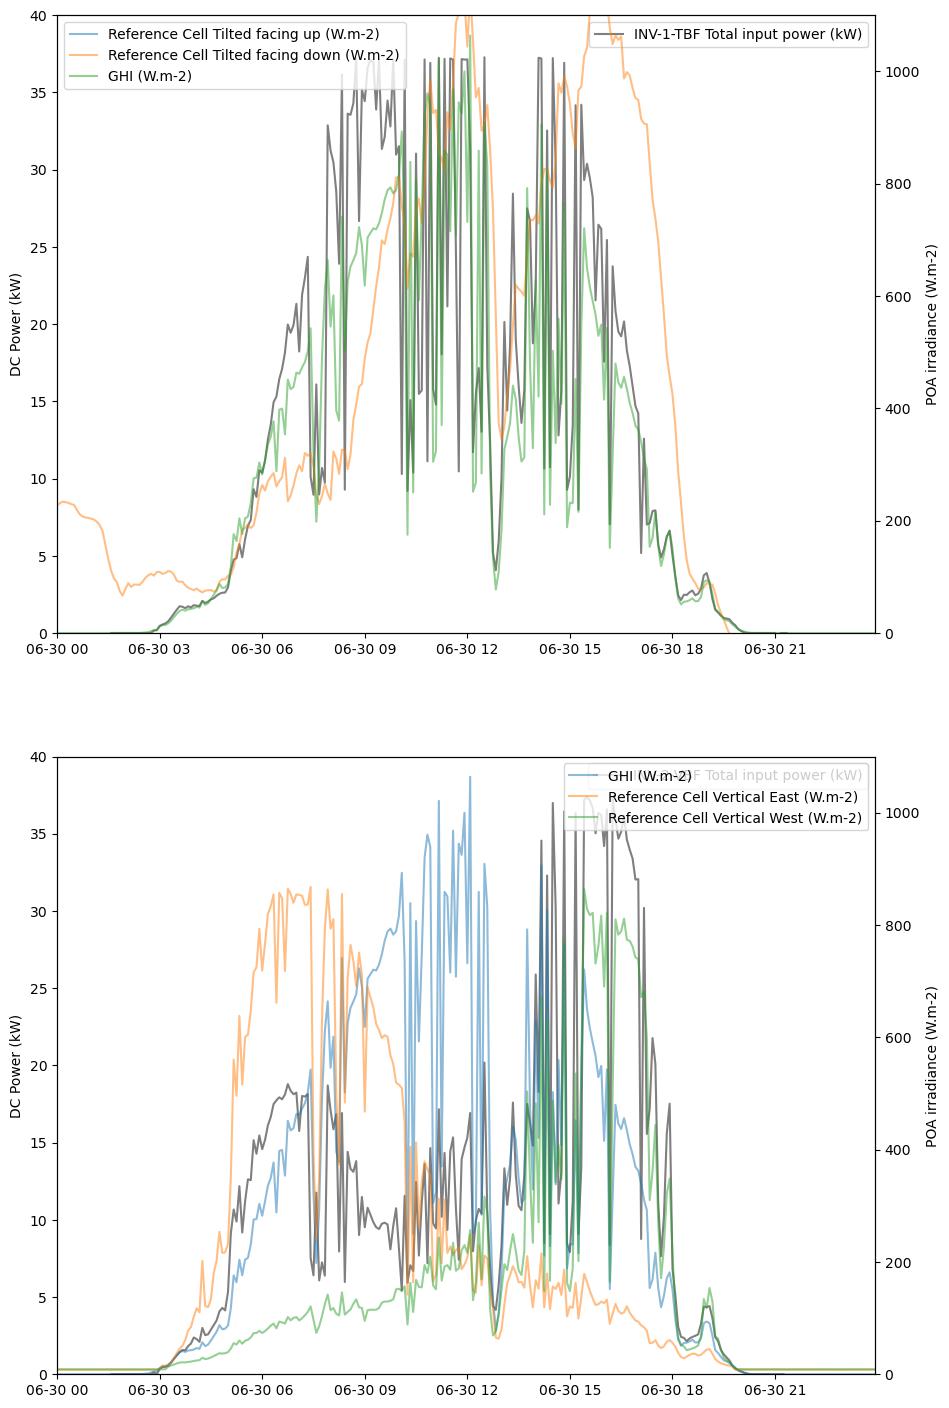 Reference Cell Tilted facing up (W.m-2)
Reference Cell Tilted facing down (W.m-2)
GHI (W.m-2)
INV-1-TBF Total input power (kW)
40
35
30
25
20
15
10
5
0
DC Power (kW)
1000
800
600
400
200
0
POA irradiance (W.m-2)
06-30 00 06-30 03 06-30 06 06-30 09 06-30 12 06-30 15 06-30 18 06-30 21
GHI (W.m-2)
Total input power (kW)
Reference Cell Vertical East (W.m-2)
Reference Cell Vertical West (W.m-2)
40
35
30
25
20
15
10
5
0
DC Power (kW)
1000
800
600
400
200
0
POA irradiance (W.m-2)
06-30 00 06-30 03 06-30 06 06-30 09 06-30 12 06-30 15 06-30 18 06-30 21